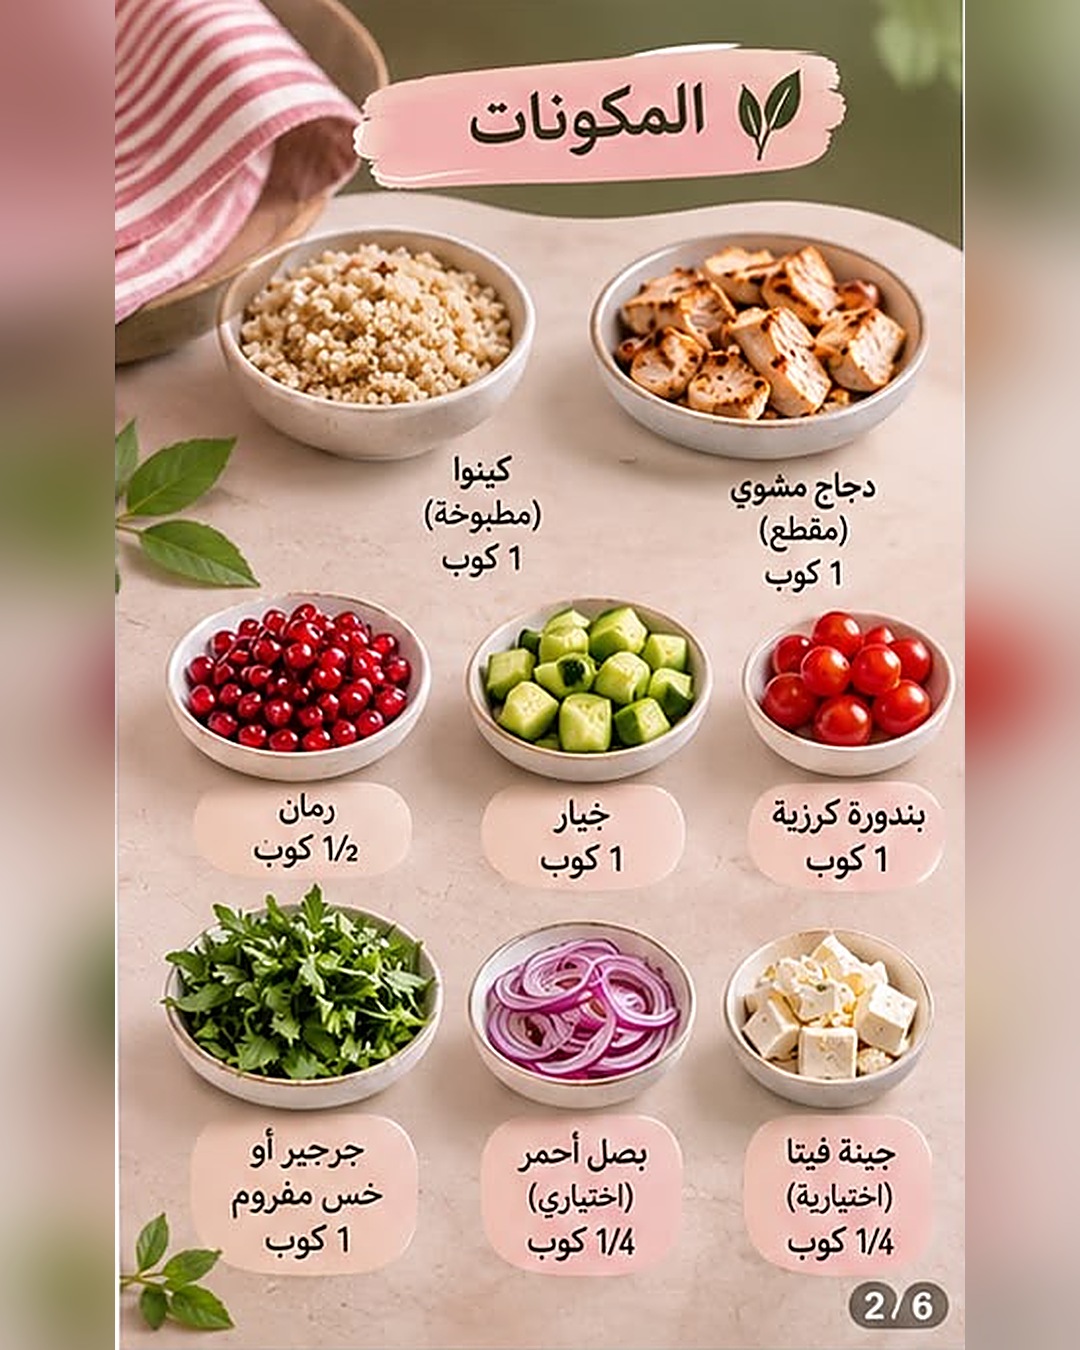 المكونات
دجاج مشوي
(مقطع)
1 كوب
كينوا
(مطبوخة)
1 كوب
بندورة كرزية
1 كوب
خيار
1 كوب
رمان
½ كوب
جينة فيتا
(اختيارية)
1/4 كوب
بصل أحمر
(اختياري)
1/4 كوب
جرجير أو
خس مفروم
1 كوب
2/6